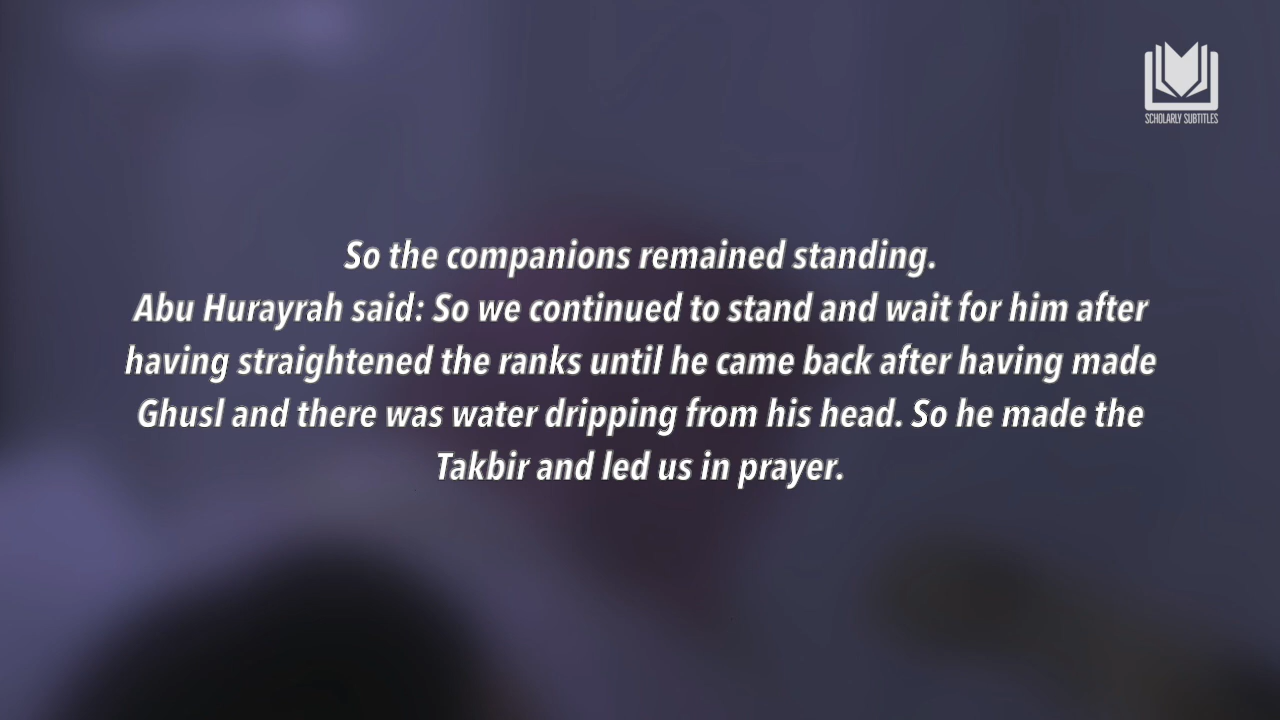 SCHOLARLY SUBTITLES
So the companions remained standing.
Abu Hurayrah said: So we continued to stand and wait for him after
having straightened the ranks until he came back after having made
Ghusl and there was water dripping from his head. So he made the
Takbir and led us in prayer.